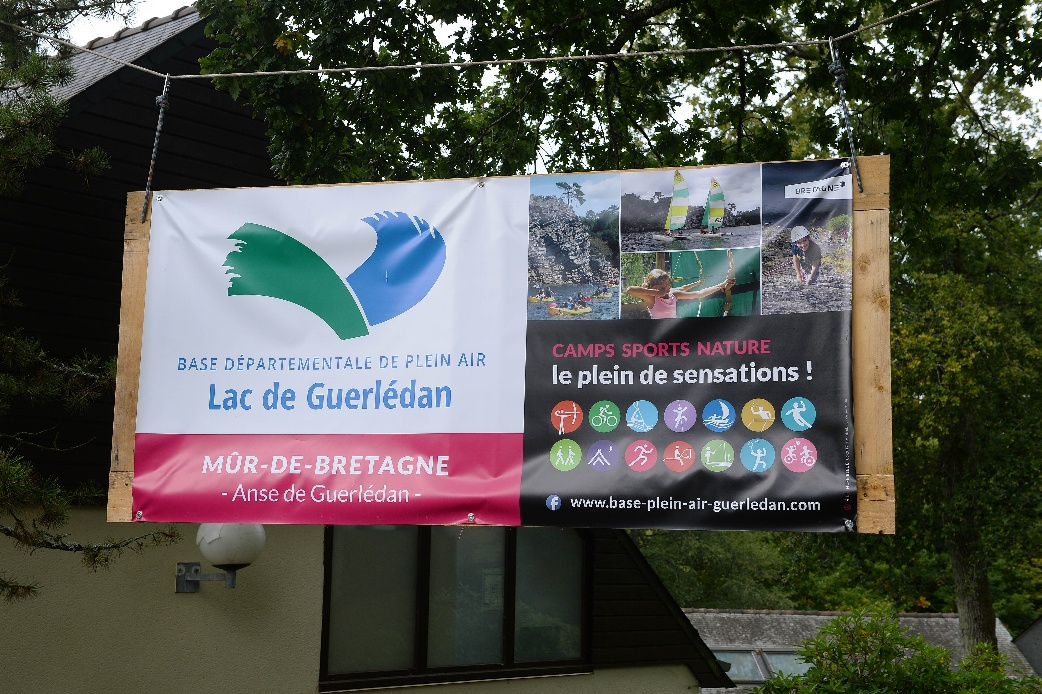 BASE DÉPARTEMENTALE DE PLEIN AIR
Lac de Guerlédan
MÛR-DE-BRETAGNE
- Anse de Guerlédan -
BRETAGNE
CAMPS SPORTS NATURE
le plein de sensations !
f www.base-plein-air-guerledan.com